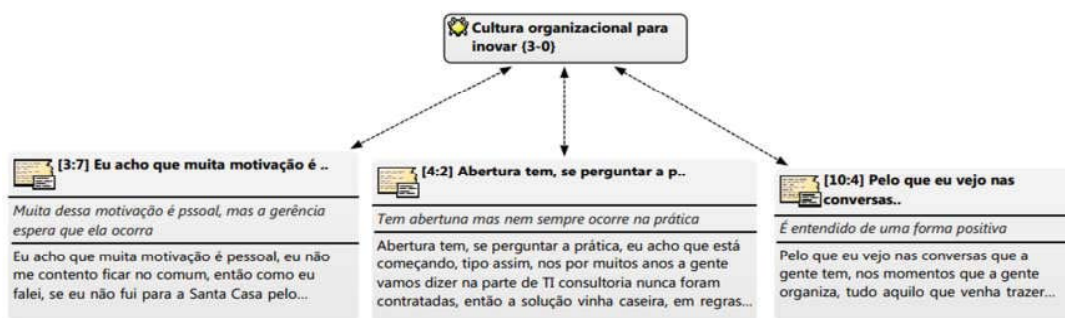 Cultura organizacional para
inovar {3-0}
[3:7] Eu acho que muita motivação é ..
Muita dessa motivação é pssoal, mas a gerência
espera que ela ocorra
Eu acho que muita motivação é pessoal, eu não
me contento ficar no comum, então como eu
falei, se eu não fui para a Santa Casa pelo...
[4:2] Abertura tem, se perguntar a p..
Tem abertuna mas nem sempre ocorre na prática
Abertura tem, se perguntar a prática, eu acho que está
começando, tipo assim, nos por muitos anos a gente
vamos dizer na parte de TI consultoria nunca foram
contratadas, então a solução vinha caseira, em regras...
[10:4] Pelo que eu vejo nas
conversas..
É entendido de uma forma positiva
Pelo que eu vejo nas conversas que a
gente tem, nos momentos que a gente
organiza, tudo aquilo que venha trazer...